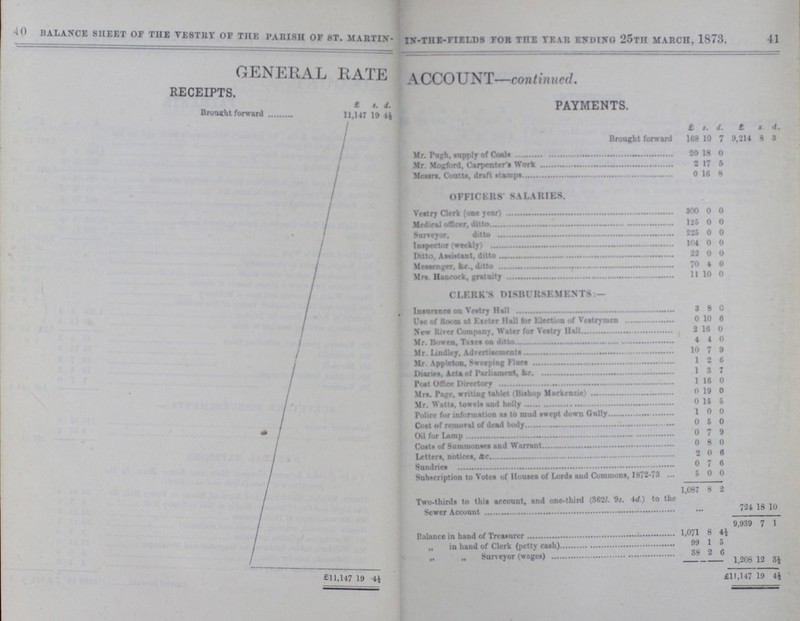 40 BALANCE SHEET OF THE VESTRY OF THE PARISH OF ST. MARTIN-
GENERAL RATE
RECEIPTS.
£ s. d.
Brought forward ......... 11,147 19 4½
£11,147 19 4½
IN-THE-FIELDS FOR THE YEAR ENDING 25TH MARCH, 1873. 41
ACCOUNT—continued.
PAYMENTS.
£ s. d. £ s. d.
Brought forward 168 10 7 9,214 8 3
Mr. Pugh, supply of Coals ......... 20 18 0
Mr. Mogford, Carpenter's Work ......... 2 17 5
Messrs. Coutts, draft stamps......... 0 16 8
OFFICERS' SALARIES.
Vestry Clerk (one year) ......... 300 0 0
Medical officer, ditto......... 125 0 0
Surveyor, ditto ......... 225 0 0
Inspector (weekly) ......... 104 0 0
Ditto, Assistant, ditto ......... 22 0 0
Messenger, &c., ditto ......... 70 4 0
Mrs. Hancock, gratuity ......... 11 10 0
CLERK'S DISBURSEMENTS:—
Insurance on Vestry Hall ......... 3 8 0
Use of Room at Exeter Hall for Election of Vestrymen ......... 0 10 6
New River Company, Water for Vestry Hall......... 2 16 0
Mr. Bowen, Taxes on ditto......... 4 4 0
Mr. Lindley, Advertisements ......... 10 7 9
Mr. Appleton, Sweeping Flues ......... 1 2 6
Diaries, Acts of Parliament, &c. ......... 1 3 7
Post Office Directory ......... 1 16 0
Mrs. Page, writing tablet (Bishop Mackenzie) ......... 0 19 0
Mr. Watts, towels and holly ......... 0 15 5
Police for information as to mud swept down Gully......... 1 0 0
Cost of removal of dead body......... 0 5 0
Oil for Lamp ......... 0 7 9
Costs of Summonses and Warrant......... 0 8 0
Letters, notices, &c......... 2 0 6
Sundries ......... 0 7 6
Subscription to Votes of Houses of Lords and Commons, 1872-73 ... 5 0 0
1,087 8 2
Two-thirds to this account, and one-third (362l. 9s. 4d.) to the
Sewer Account ......... ... 724 18 10
9,939 7 1
Balance in hand of Treasurer ......... 1,071 8 4½
„ in hand of Clerk (petty cash)......... 99 1 5
„ „ Surveyor (wages) ......... 38 2 6
1,208 12 3½
£11,147 19 4½